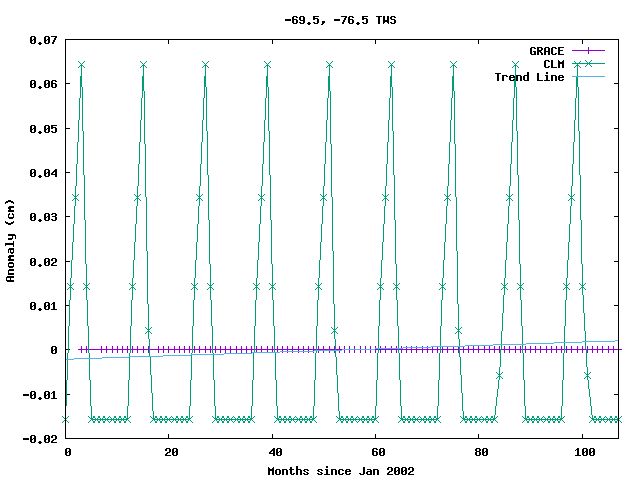 -69.5, -76.5 TWS
GRACE
CLM
Trend Line
0.07
0.06
0.05
0.04
0.03
0.02
0.01
0
-0.01
-0.02
Anomaly (cm)
0 20 40 60 80 100
Months since Jan 2002